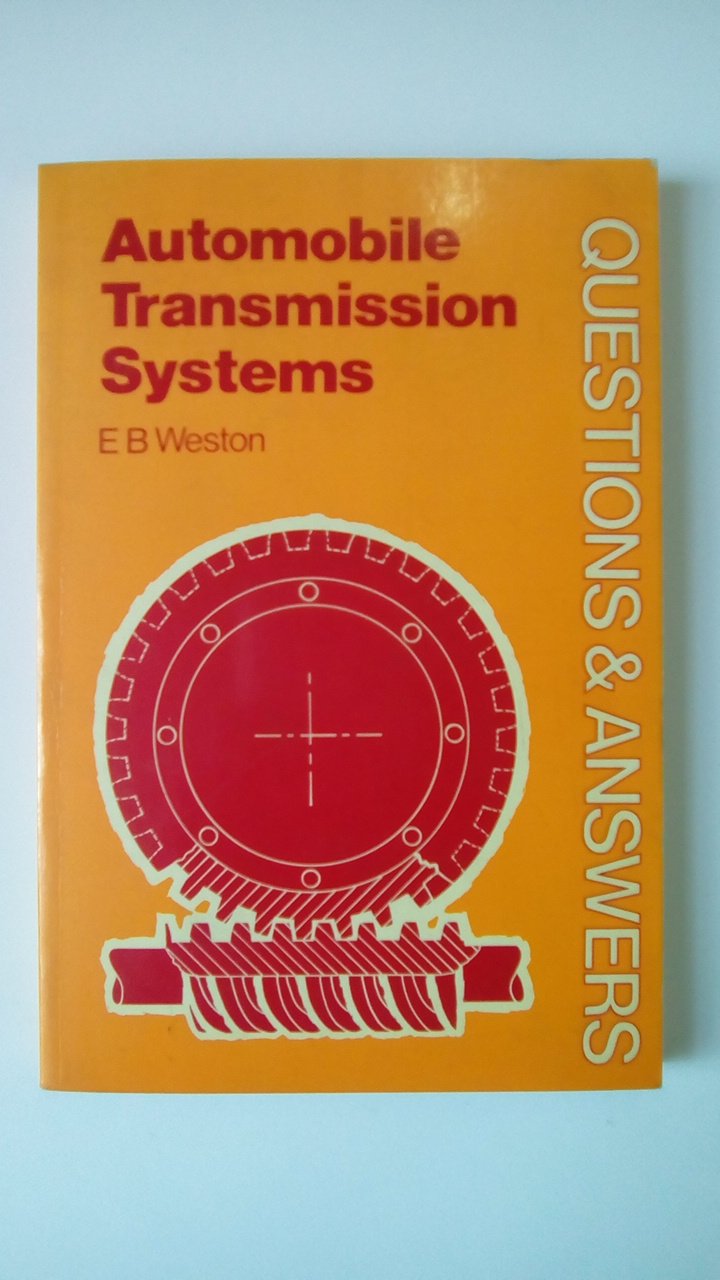 Automobile
Transmission
Systems
E B Weston
QUESTIONS & ANSWERS